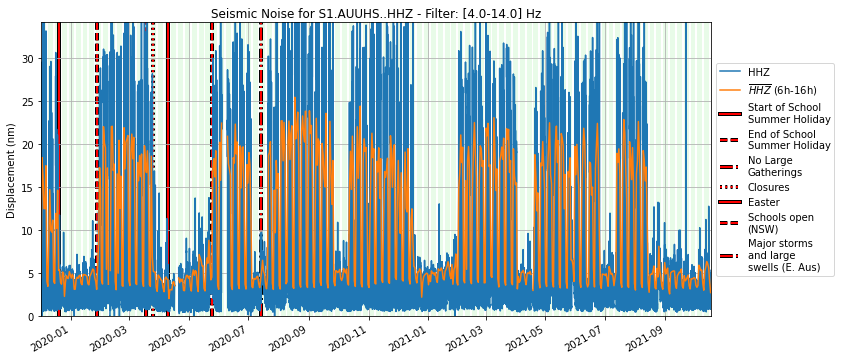 Seismic Noise for S1.AUUHS..HHZ - Filter: [4.0-14.0] Hz
Displacement (nm)
30
25
20
15
10
5
0
2020-01
2020-03
2020-05
2020-07
2020-09
2020-11
2021-01
2021-03
2021-05
2021-07
2021-09
HHZ
HHZ (6h-16h)
Start of School
Summer Holiday
End of School
Summer Holiday
No Large
Gatherings
Closures
Easter
Schools open
(NSW)
Major storms
and large
swells (E. Aus)